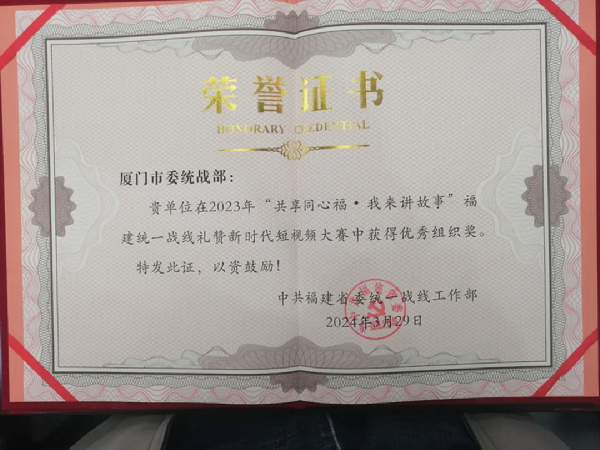 荣誉证书
HONORARY CREDENTIAL
厦门市委统战部：
贵单位在2023年“共享同心福·我来讲故事”福
建统一战线礼赞新时代短视频大赛中获得优秀组织奖。
特发此证，以资鼓励！
中共福建省委统一战线工作部
2024年3月29日